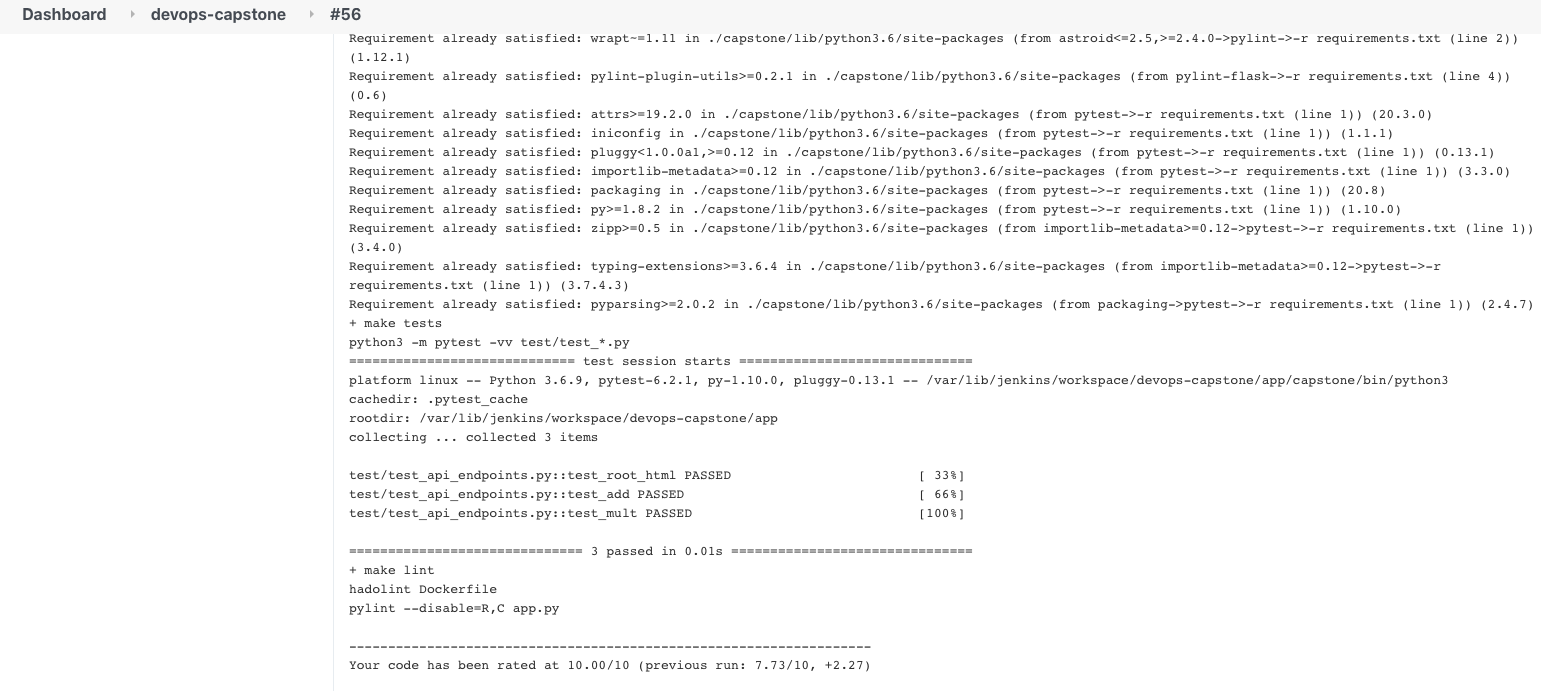 Dashboard devops-capstone #56
Requirement already satisfied: wrapt~=1.11 in ./capstone/lib/python3.6/site-packages (from astroid<=2.5,>=2.4.0->pylint->-r requirements.txt (line 2))
(1.12.1)
Requirement already satisfied: pylint-plugin-utils>=0.2.1 in ./capstone/lib/python3.6/site-packages (from pylint-flask->-r requirements.txt (line 4))
(0.6)
Requirement already satisfied: attrs>=19.2.0 in ./capstone/lib/python3.6/site-packages (from pytest->-r requirements.txt (line 1)) (20.3.0)
Requirement already satisfied: iniconfig in ./capstone/lib/python3.6/site-packages (from pytest->-r requirements.txt (line 1)) (1.1.1)
Requirement already satisfied: pluggy<1.0.0a1,>=0.12 in ./capstone/lib/python3.6/site-packages (from pytest->-r requirements.txt (line 1)) (0.13.1)
Requirement already satisfied: importlib-metadata>=0.12 in ./capstone/lib/python3.6/site-packages (from pytest->-r requirements.txt (line 1)) (3.3.0)
Requirement already satisfied: packaging in ./capstone/lib/python3.6/site-packages (from pytest->-r requirements.txt (line 1)) (20.8)
Requirement already satisfied: py>=1.8.2 in ./capstone/lib/python3.6/site-packages (from pytest->-r requirements.txt (line 1)) (1.10.0)
Requirement already satisfied: zipp>=0.5 in ./capstone/lib/python3.6/site-packages (from importlib-metadata>=0.12->pytest->-r requirements.txt (line 1))
(3.4.0)
Requirement already satisfied: typing-extensions>=3.6.4 in ./capstone/lib/python3.6/site-packages (from importlib-metadata>=0.12->pytest->-r
requirements.txt (line 1)) (3.7.4.3)
Requirement already satisfied: pyparsing>=2.0.2 in ./capstone/lib/python3.6/site-packages (from packaging->pytest->-r requirements.txt (line 1)) (2.4.7)
+ make tests
python3 -m pytest -vv test/test_*.py
============================= test session starts ==============================
platform linux -- Python 3.6.9, pytest-6.2.1, py-1.10.0, pluggy-0.13.1 -- /var/lib/jenkins/workspace/devops-capstone/app/capstone/bin/python3
cachedir: .pytest_cache
rootdir: /var/lib/jenkins/workspace/devops-capstone/app
collecting ... collected 3 items
test/test_api_endpoints.py::test_root_html PASSED [ 33%]
test/test_api_endpoints.py::test_add PASSED [ 66%]
test/test_api_endpoints.py::test_mult PASSED [100%]
============================== 3 passed in 0.01s ===============================
+ make lint
hadolint Dockerfile
pylint --disable=R,C app.py
-------------------------------------------------------------------
Your code has been rated at 10.00/10 (previous run: 7.73/10, +2.27)